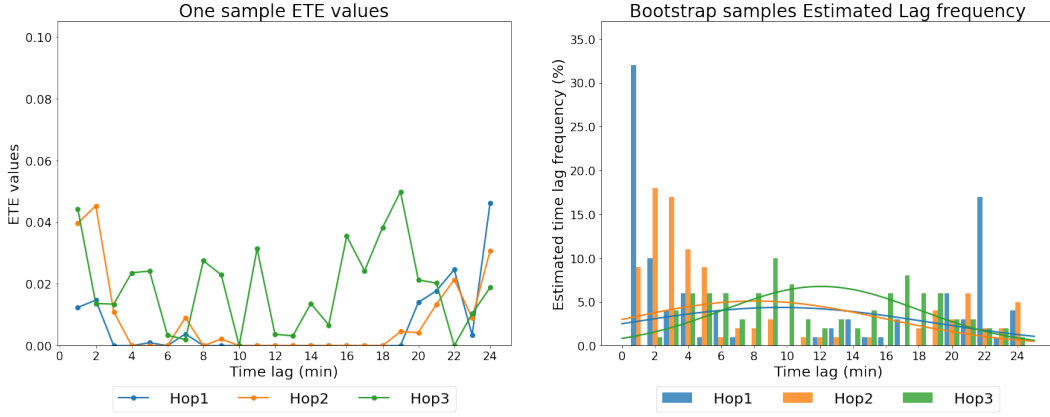 One sample ETE values
0.10
0.08
0.06
0.04
0.02
0.00
ETE values
0 2 4 6 8 10 12 14 16 18 20 22 24
Time lag (min)
Hop1 Hop2 Hop3
Bootstrap samples Estimated Lag frequency
35.0
30.0
25.0
20.0
15.0
10.0
5.0
0.0
Estimated time lag frequency (%)
0 2 4 6 8 10 12 14 16 18 20 22 24
Time lag (min)
Hop1 Hop2 Hop3